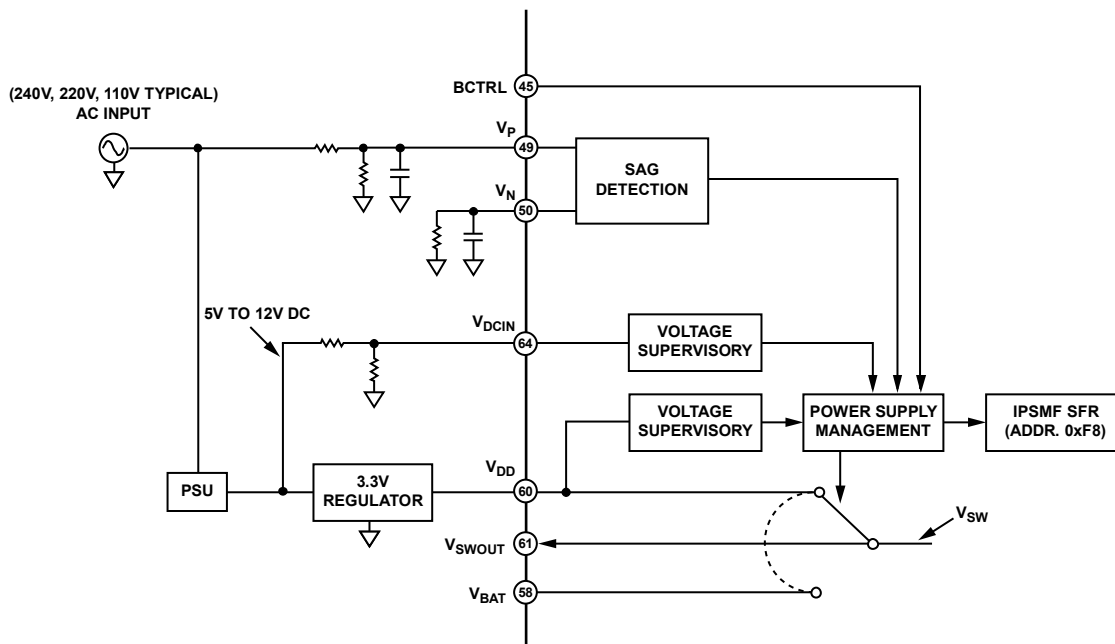 (240V, 220V, 110V TYPICAL)
AC INPUT
BCTRL
45
VP
49
SAG
DETECTION
VN
50
5V TO 12V DC
VDCIN
64
VOLTAGE
SUPERVISORY
VOLTAGE
SUPERVISORY
POWER SUPPLY
MANAGEMENT
IPSMF SFR
(ADDR. 0xF8)
PSU
3.3V
REGULATOR
VDD
60
VSWOUT
61
VSW
VBAT
58